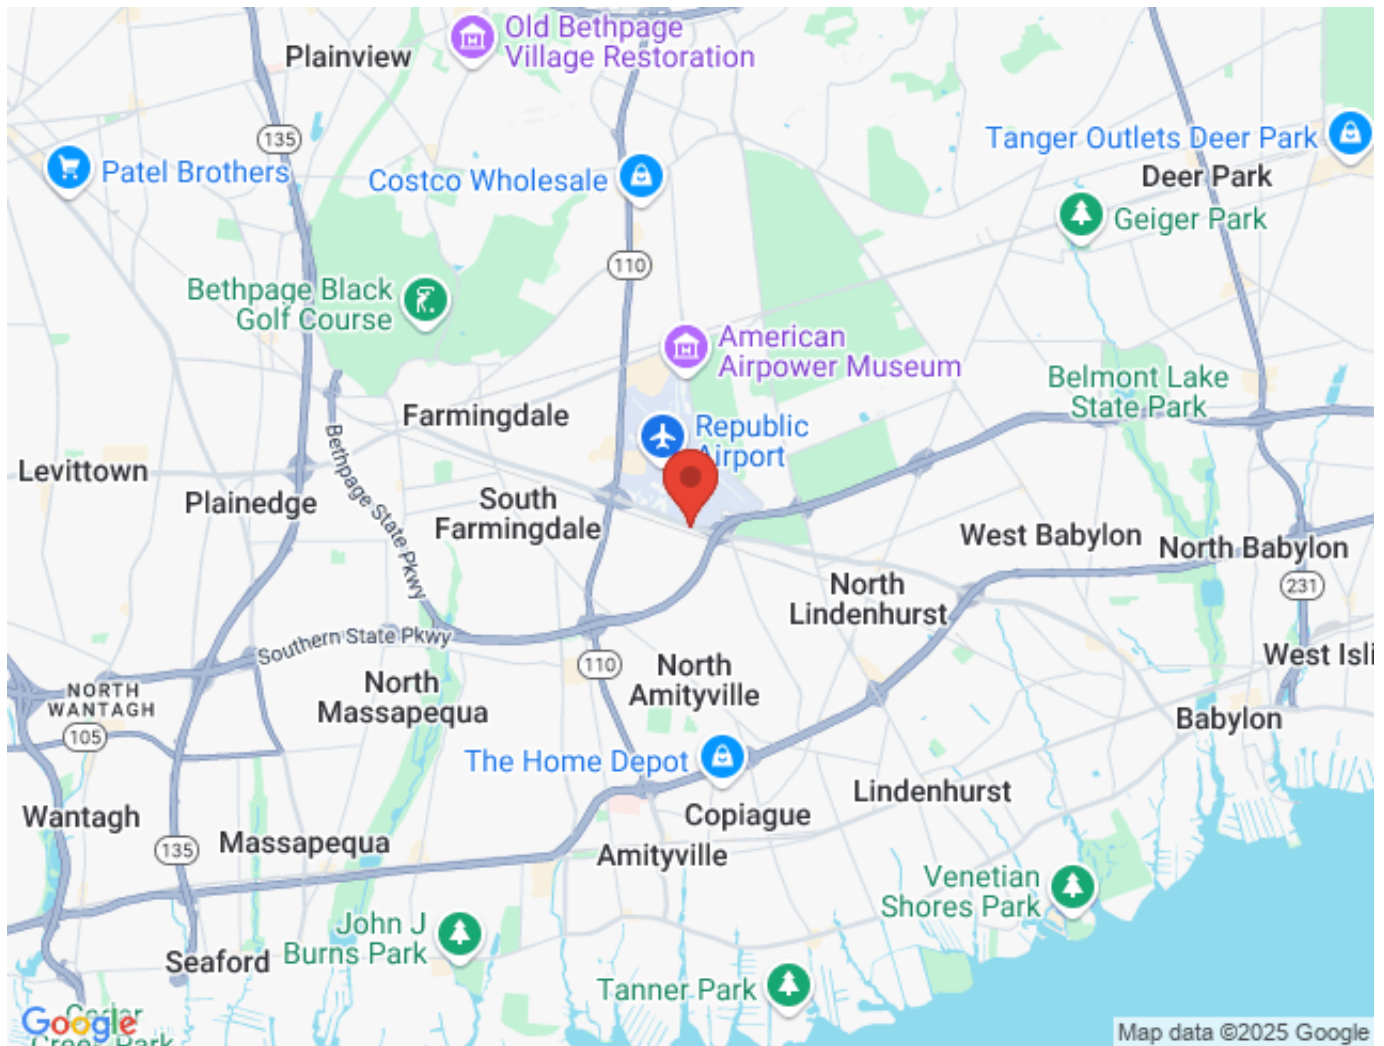 Old Bethpage
Village Restoration
Plainview
135
Patel Brothers
Costco Wholesale
Tanger Outlets Deer Park
Deer Park
Geiger Park
110
Bethpage Black
Golf Course
American
Airpower Museum
Belmont Lake
State Park
Farmingdale
Republic
Airport
Bethpage State Pkwy
Levittown
Plainedge
South
Farmingdale
West Babylon
North Babylon
North
Lindenhurst
231
Southern State Pkwy
West Isli
110
North
Amityville
North
Massapequa
NORTH
WANTAGH
105
Babylon
The Home Depot
Lindenhurst
Copiague
Wantagh
Massapequa
135
Amityville
Venetian
Shores Park
John J
Burns Park
Seaford
Tanner Park
Cedar
Creek Park
Google
Map data ©2025 Google